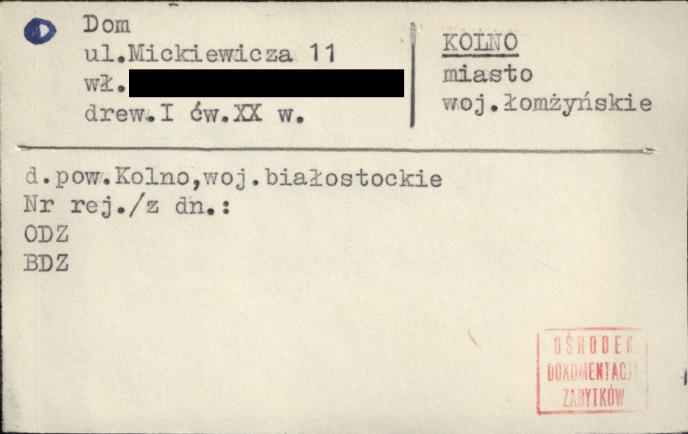 Dom
ul.Mickiewicza 11
wł.
drew.I ćw.XX w.
KOLNO
miasto
woj.łomżyńskie
d.pow.Kolno,woj.białostockie
Nr rej./z dn.:
ODZ
BDZ
OŚRODEK
DOKUMENTACJI
ZABYTKÓW